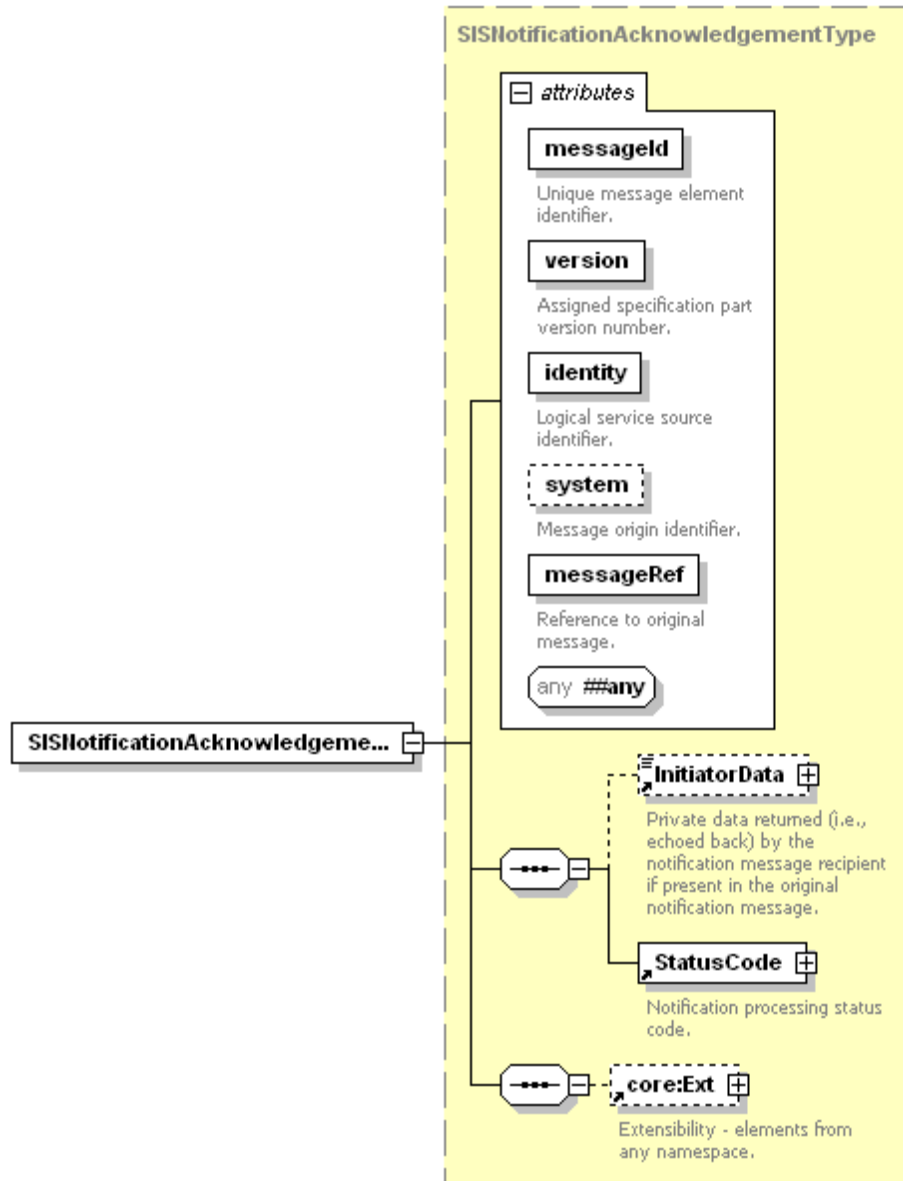 SISNotificationAcknowledgementType
attributes
messageId
Unique message element
identifier.
version
Assigned specification part
version number.
identity
Logical service source
identifier.
system
Message origin identifier.
messageRef
Reference to original
message.
any ##any
SISNotificationAcknowledgeme...
InitiatorData
Private data returned (i.e.,
echoed back) by the
notification message recipient
if present in the original
notification message.
StatusCode
Notification processing status
code.
core:Ext
Extensibility - elements from
any namespace.